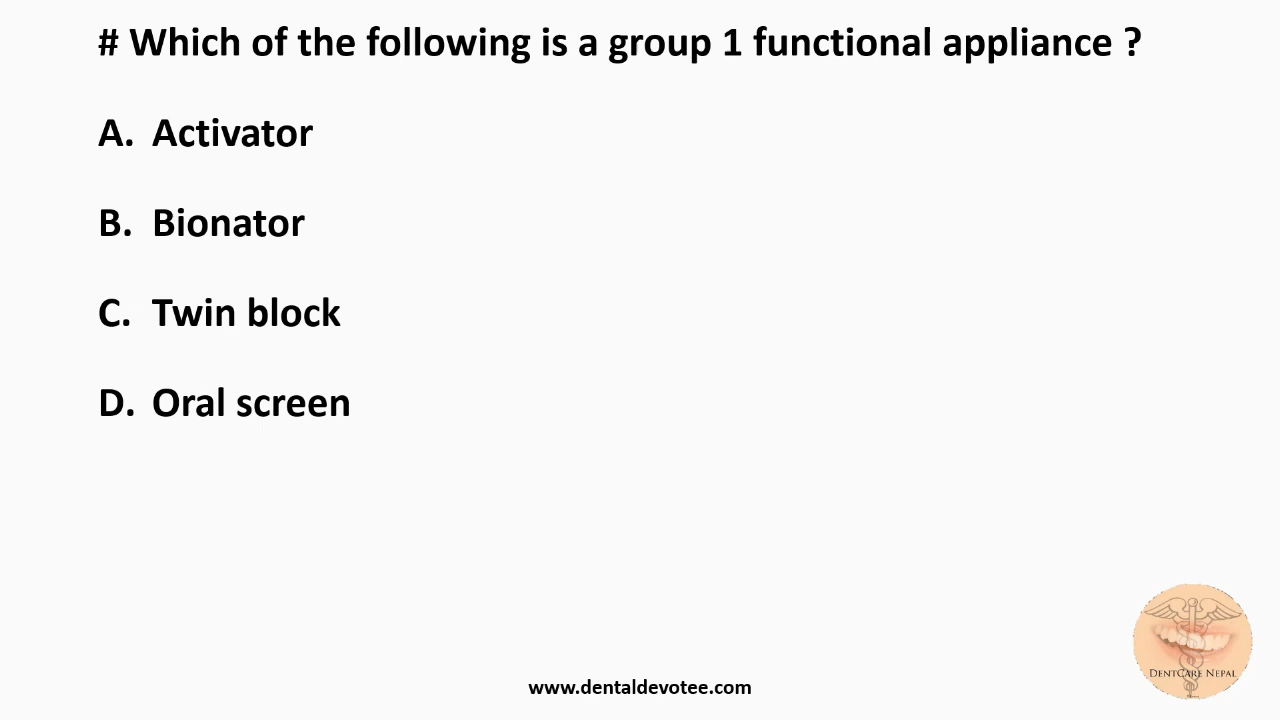 # Which of the following is a group 1 functional appliance ?
A. Activator
B. Bionator
C. Twin block
D. Oral screen
DENTCARE NEPAL
www.dentaldevotee.com